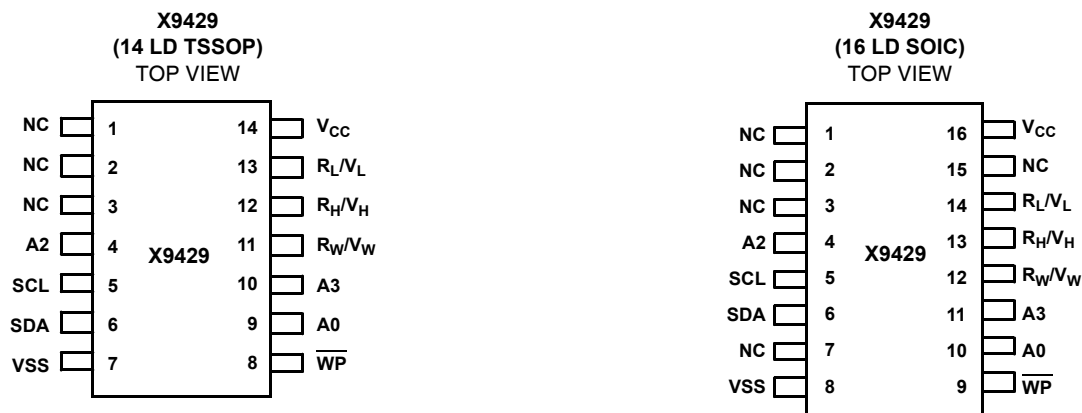 X9429
(14 LD TSSOP)
TOP VIEW
NC 1 14 VCC
NC 2 13 RL/VL
NC 3 12 RH/VH
A2 4 11 RW/VW
X9429
SCL 5 10 A3
SDA 6 9 A0
VSS 7 8 WP
X9429
(16 LD SOIC)
TOP VIEW
NC 1 16 VCC
NC 2 15 NC
NC 3 14 RL/VL
A2 4 13 RH/VH
X9429
SCL 5 12 RW/VW
SDA 6 11 A3
NC 7 10 A0
VSS 8 9 WP